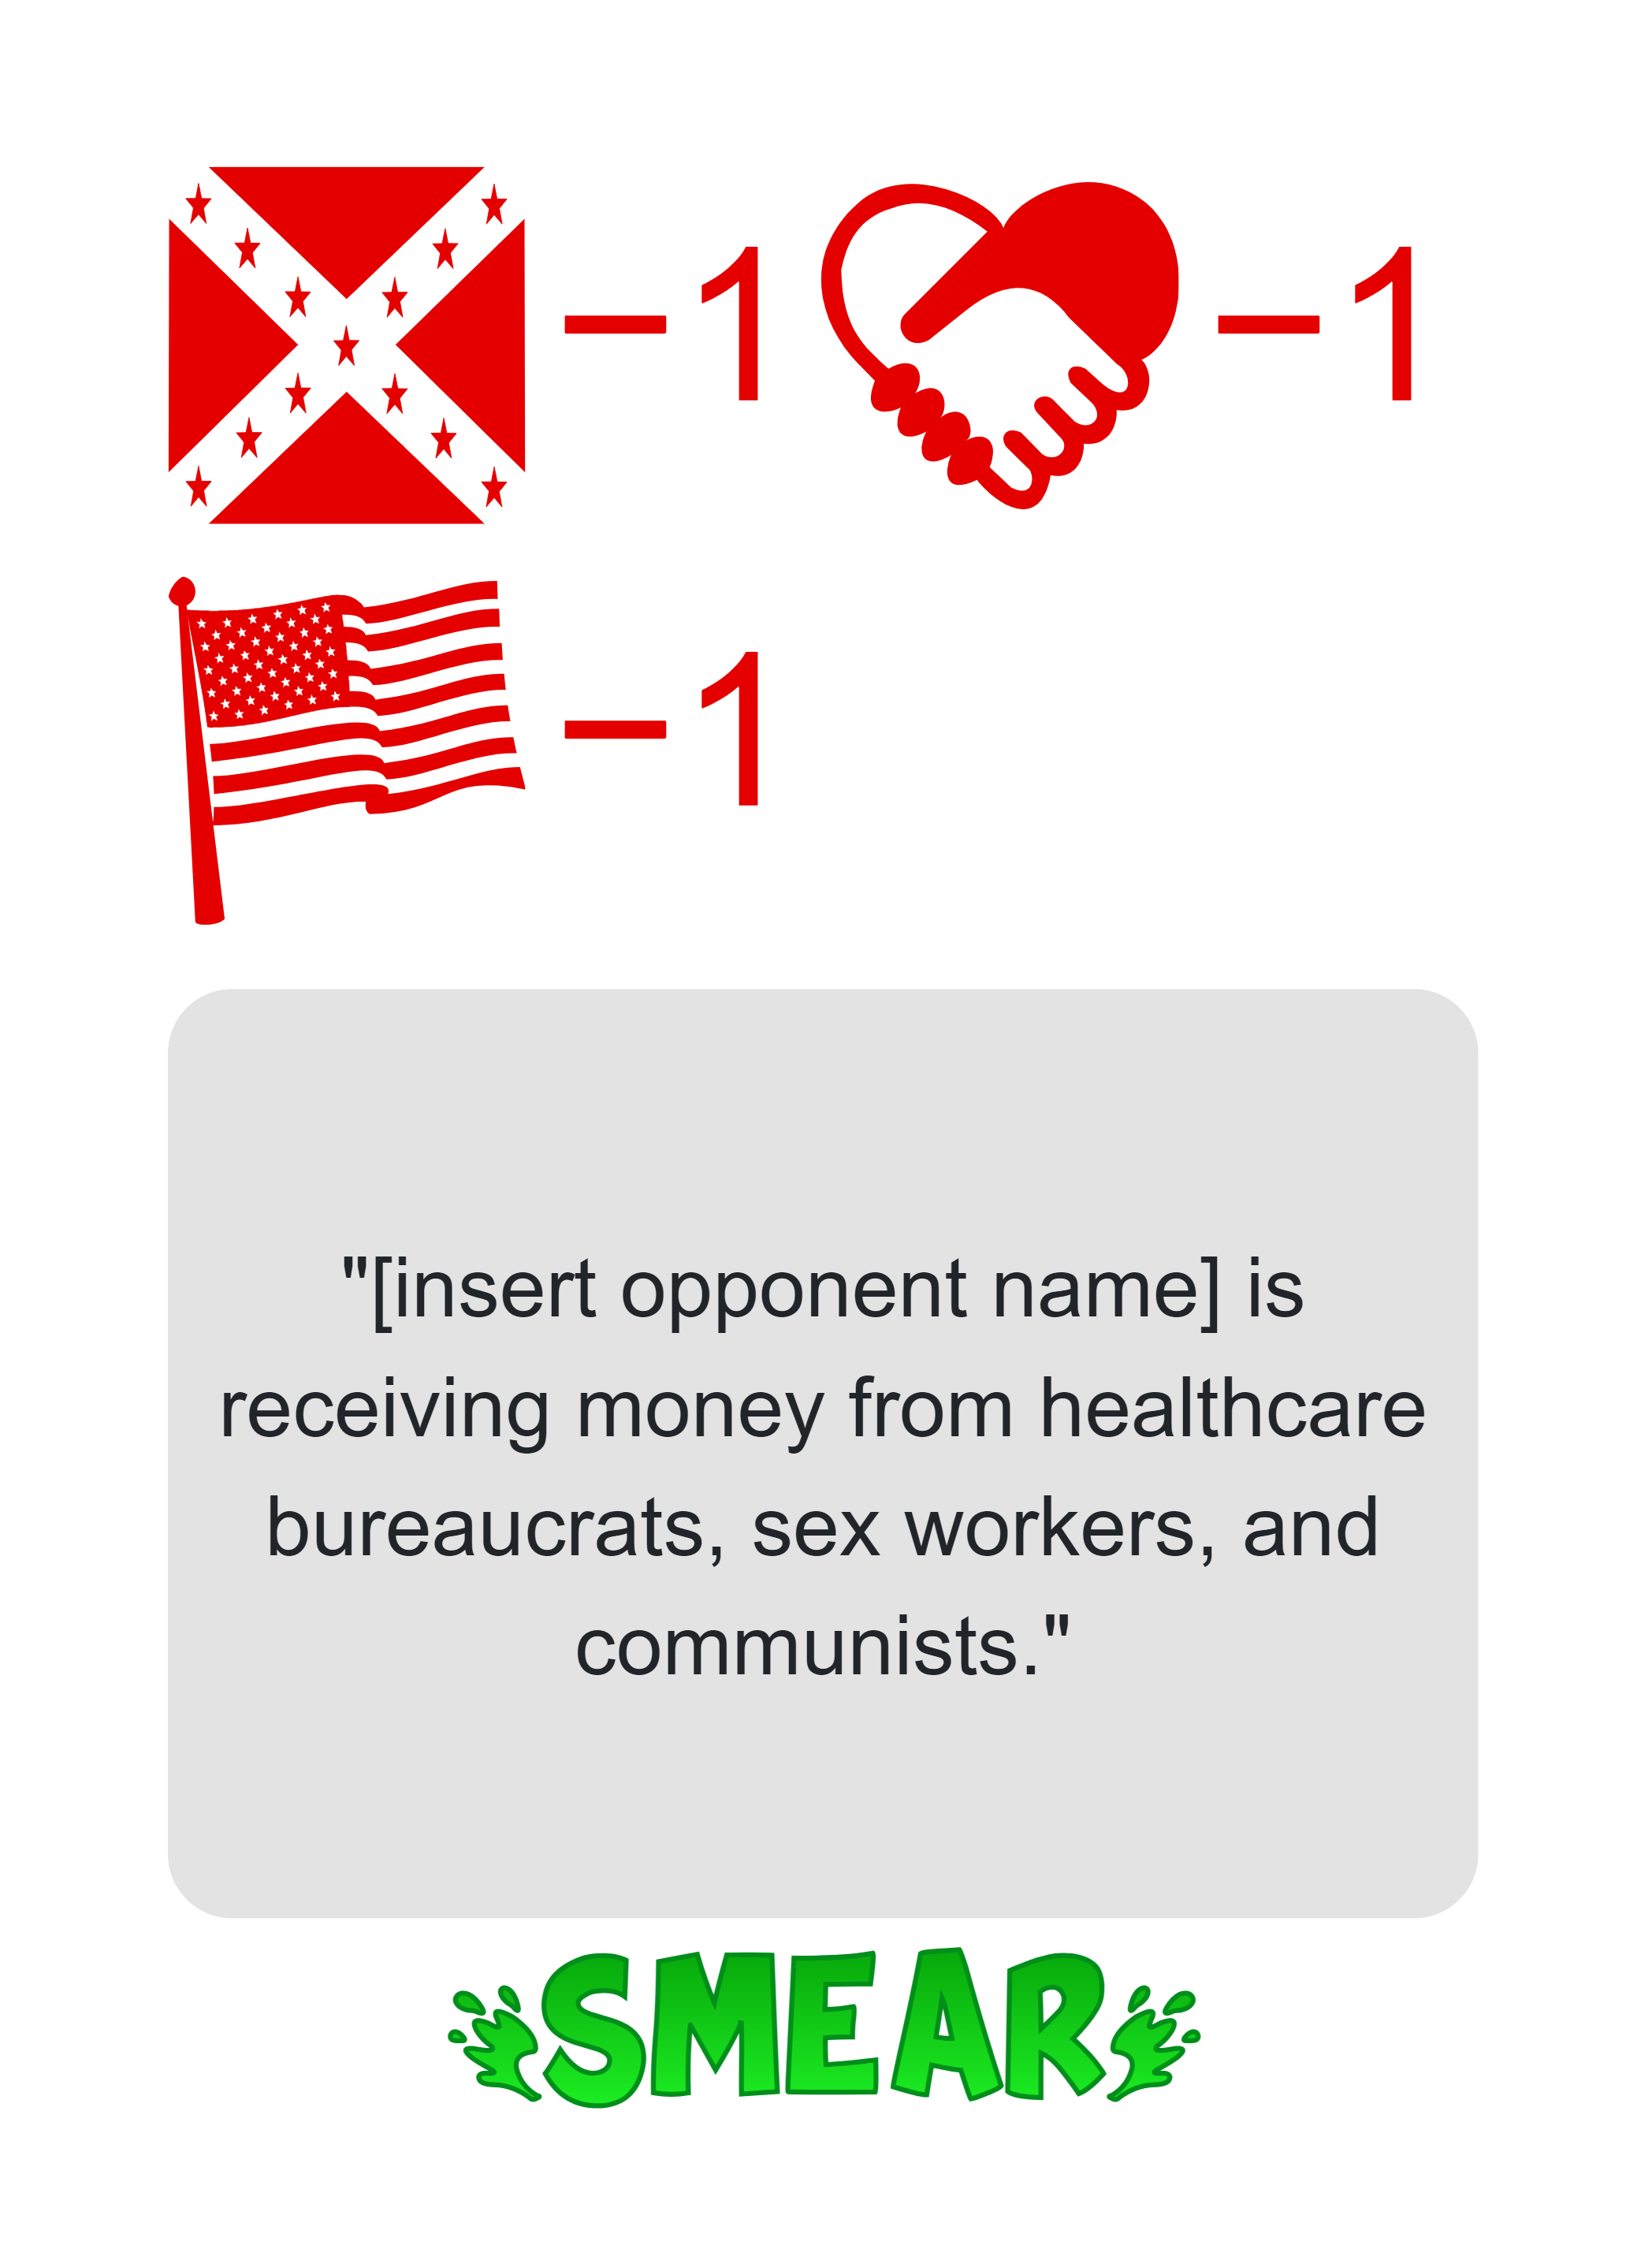 –1 –1
–1
"[insert opponent name] is
receiving money from healthcare
bureaucrats, sex workers, and
communists."
SMEAR